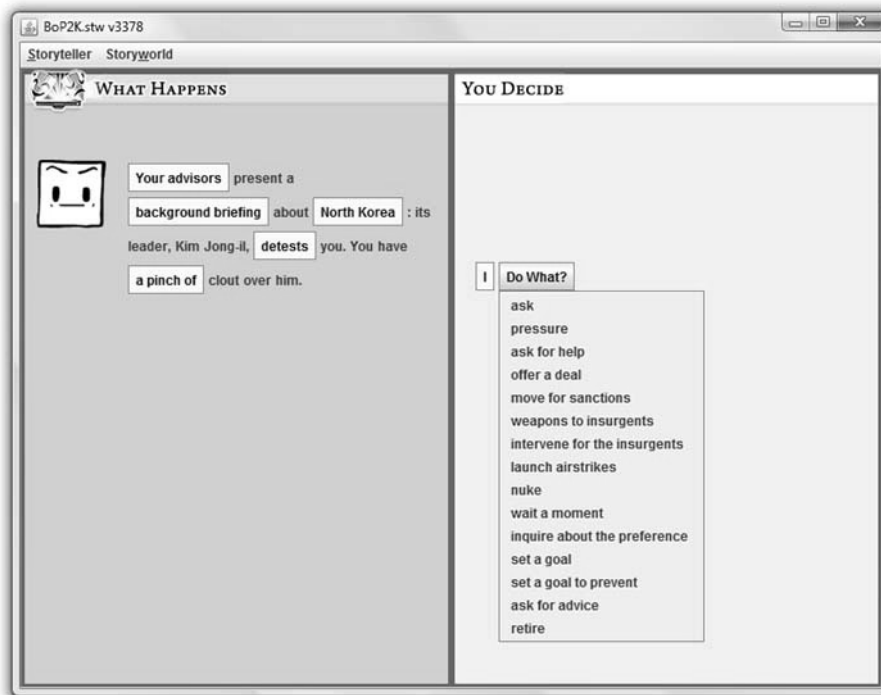 BoP2K.stw v3378
Storyteller Storyworld
WHAT HAPPENS
Your advisors present a
background briefing about North Korea : its
leader, Kim Jong-il, detests you. You have
a pinch of clout over him.
YOU DECIDE
I Do What?
ask
pressure
ask for help
offer a deal
move for sanctions
weapons to insurgents
intervene for the insurgents
launch airstrikes
nuke
wait a moment
inquire about the preference
set a goal
set a goal to prevent
ask for advice
retire